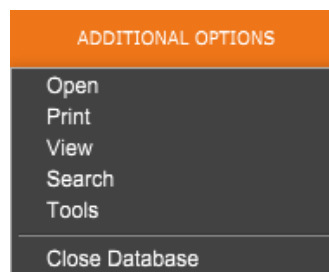 ADDITIONAL OPTIONS
Open
Print
View
Search
Tools
Close Database